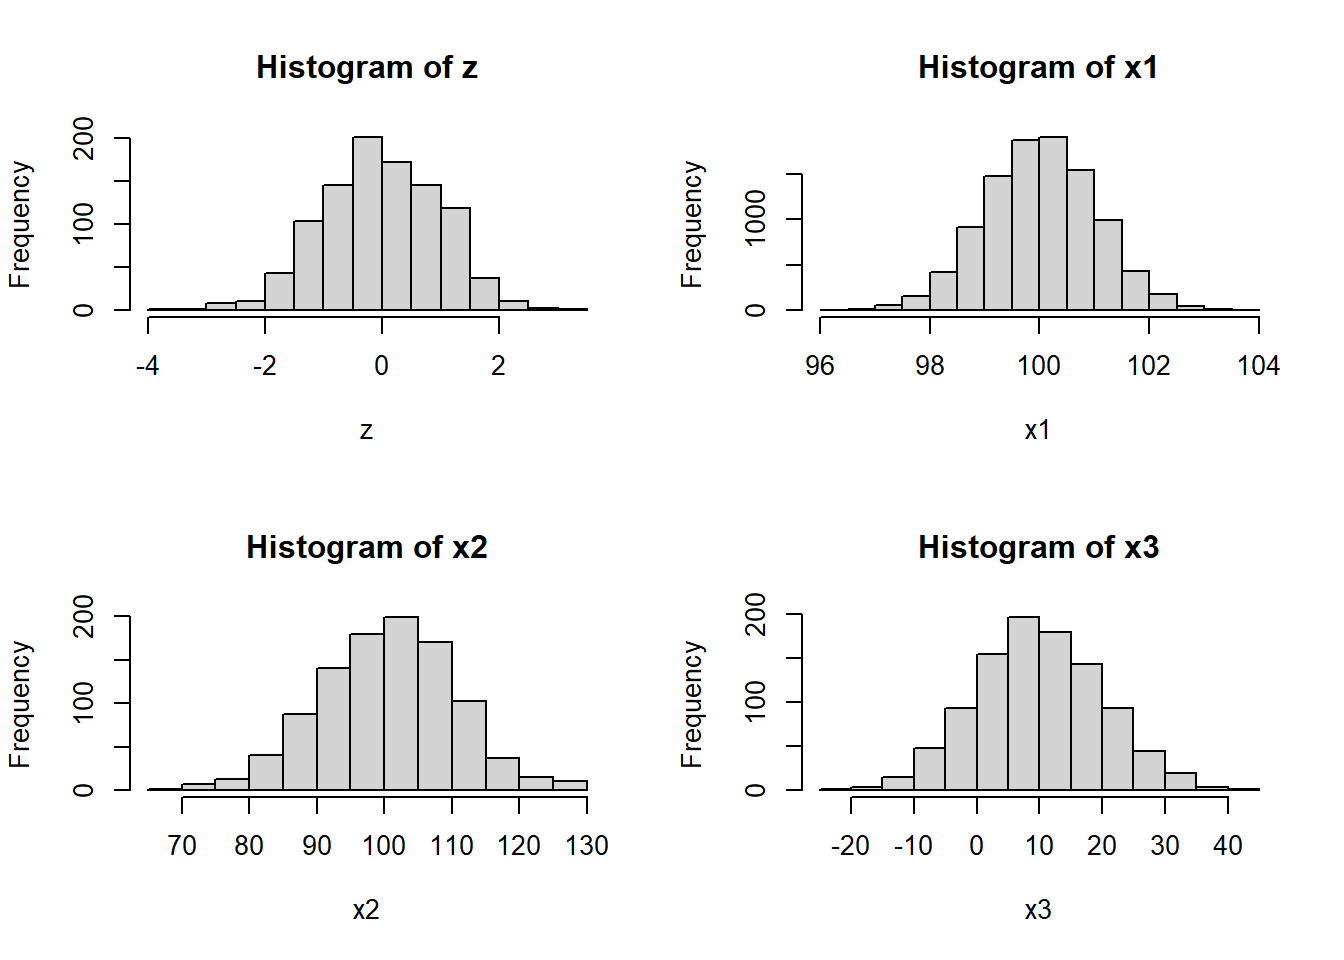 Histogram of z
Frequency
0 100 200
-4 -2 0 2
z
Histogram of x1
Frequency
0 1000
96 98 100 102 104
x1
Histogram of x2
Frequency
0 100 200
70 80 90 100 110 120 130
x2
Histogram of x3
Frequency
0 100 200
-20 -10 0 10 20 30 40
x3